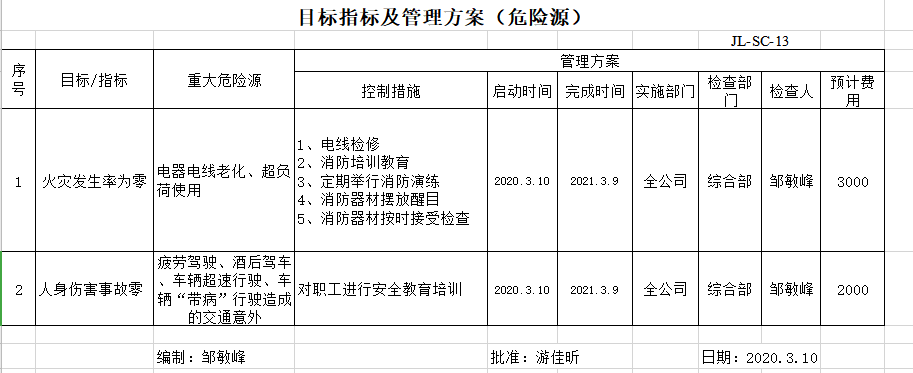 目标指标及管理方案（危险源）
JL-SC-13
序号 目标/指标 重大危险源 管理方案
控制措施 启动时间 完成时间 实施部门 检查部门 检查人 预计费用
1 火灾发生率为零 电器电线老化、超负荷使用
1、电线检修
2、消防培训教育
3、定期举行消防演练
4、消防器材摆放醒目
5、消防器材按时接受检查
2020.3.10 2021.3.9 全公司 综合部 邹敏峰 3000
2 人身伤害事故零
疲劳驾驶、酒后驾车
、车辆超速行驶、车
辆“带病”行驶造成
的交通意外
对职工进行安全教育培训 2020.3.10 2021.3.9 全公司 综合部 邹敏峰 2000
编制：邹敏峰 批准：游佳昕 日期：2020.3.10